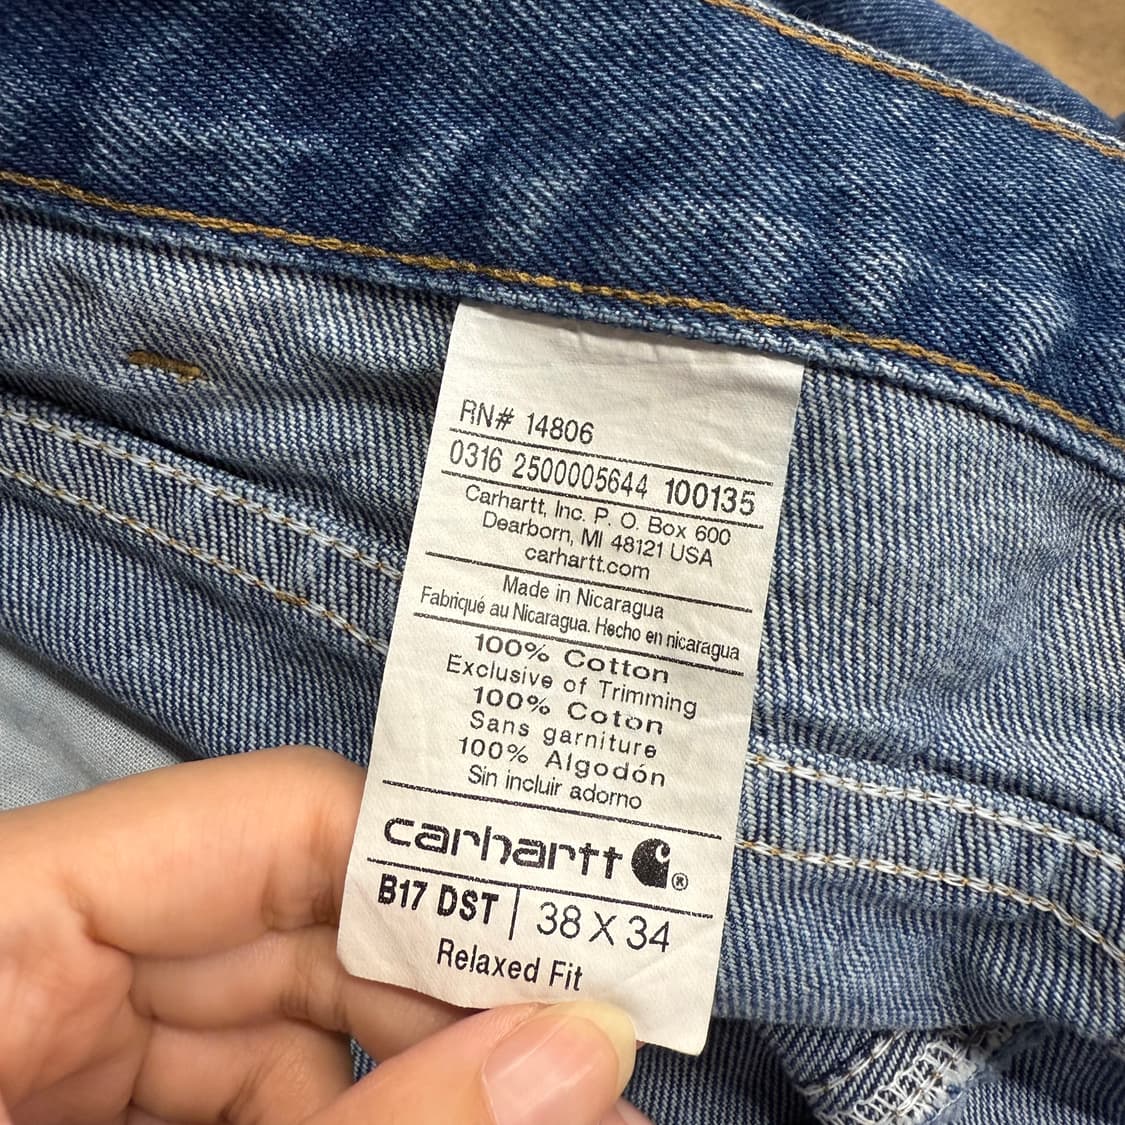 RN# 14806
0316 2500005644 100135
Carhartt, Inc. P. O. Box 600
Dearborn, MI 48121 USA
carhartt.com
Made in Nicaragua
Fabriqué au Nicaragua. Hecho en nicaragua
100% Cotton
Exclusive of Trimming
100% Coton
Sans garniture
100% Algodón
Sin incluir adorno
carhartt ®
B17 DST | 38 X 34
Relaxed Fit